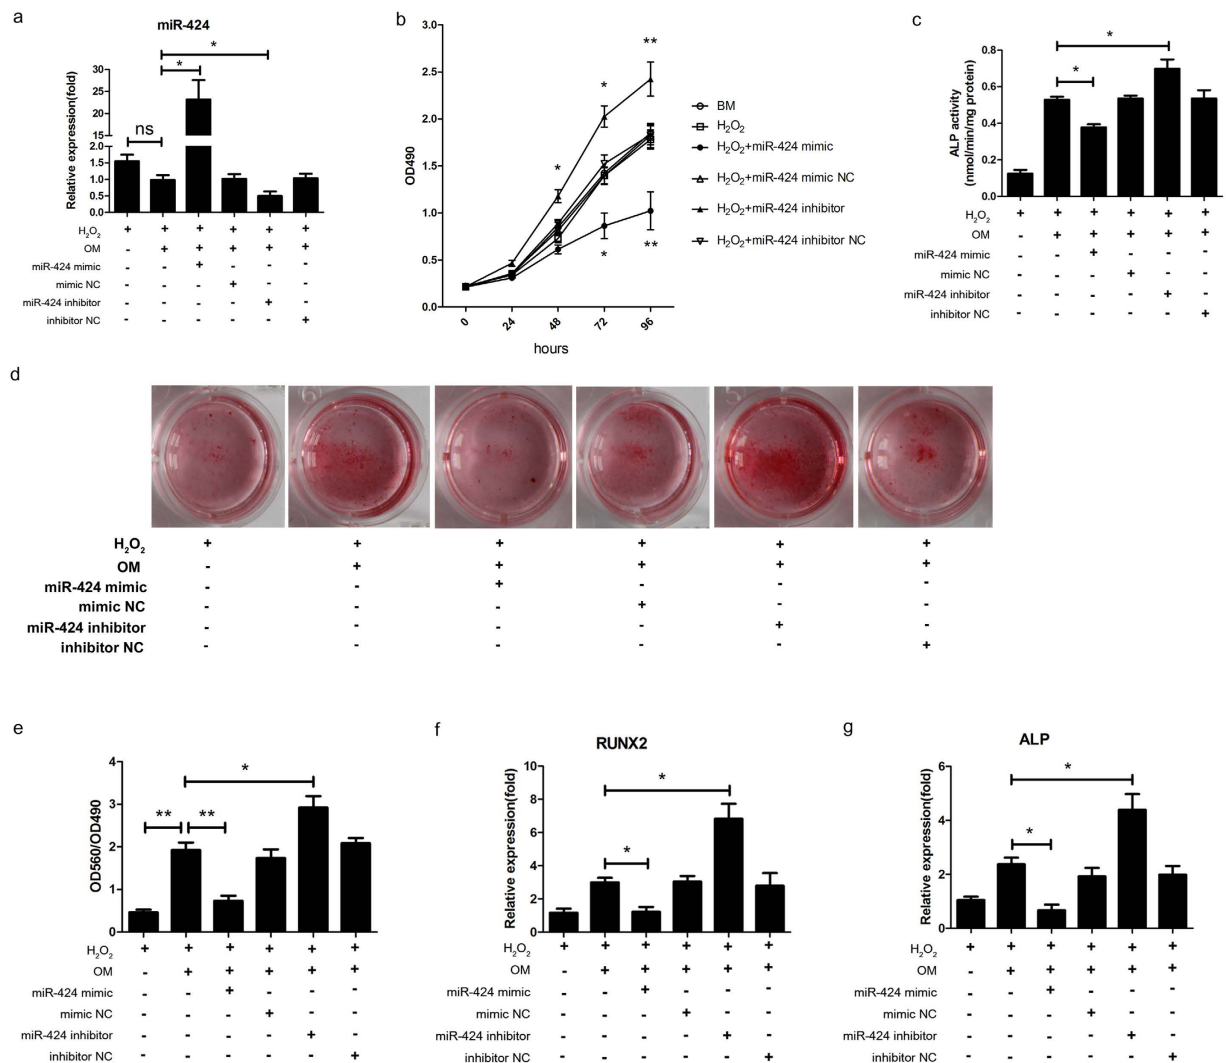 a
miR-424
*
*
ns
Relative expression(fold)
30
25
20
15
10
5
2.0
1.5
1.0
0.5
0.0
H2O2 + + + + + +
OM - + + + + +
miR-424 mimic - - + - - -
mimic NC - - - + - -
miR-424 inhibitor - - - - + -
inhibitor NC - - - - - +
b
OD490
3.0
2.5
2.0
1.5
1.0
0.5
0.0
*
*
**
*
**
0 24 48 72 96
hours
BM
H2O2
H2O2+miR-424 mimic
H2O2+miR-424 mimic NC
H2O2+miR-424 inhibitor
H2O2+miR-424 inhibitor NC
c
ALP activity
(nmol/min/mg protein)
0.8
0.6
0.4
0.2
0.0
*
*
H2O2 + + + + + +
OM - + + + + +
miR-424 mimic - - + - - -
mimic NC - - - + - -
miR-424 inhibitor - - - - + -
inhibitor NC - - - - - +
d
H2O2 + + + + + +
OM - + + + + +
miR-424 mimic - - + - - -
mimic NC - - - + - -
miR-424 inhibitor - - - - + -
inhibitor NC - - - - - +
e
OD560/OD490
4
3
2
1
0
*
** **
H2O2 + + + + + +
OM - + + + + +
miR-424 mimic - - + - - -
mimic NC - - - + - -
miR-424 inhibitor - - - - + -
inhibitor NC - - - - - +
f
RUNX2
Relative expression(fold)
10
8
6
4
2
0
*
*
H2O2 + + + + + +
OM - + + + + +
miR-424 mimic - - + - - -
mimic NC - - - + - -
miR-424 inhibitor - - - - + -
inhibitor NC - - - - - +
g
ALP
Relative expression(fold)
6
4
2
0
*
*
H2O2 + + + + + +
OM - + + + + +
miR-424 mimic - - + - - -
mimic NC - - - + - -
miR-424 inhibitor - - - - + -
inhibitor NC - - - - - +